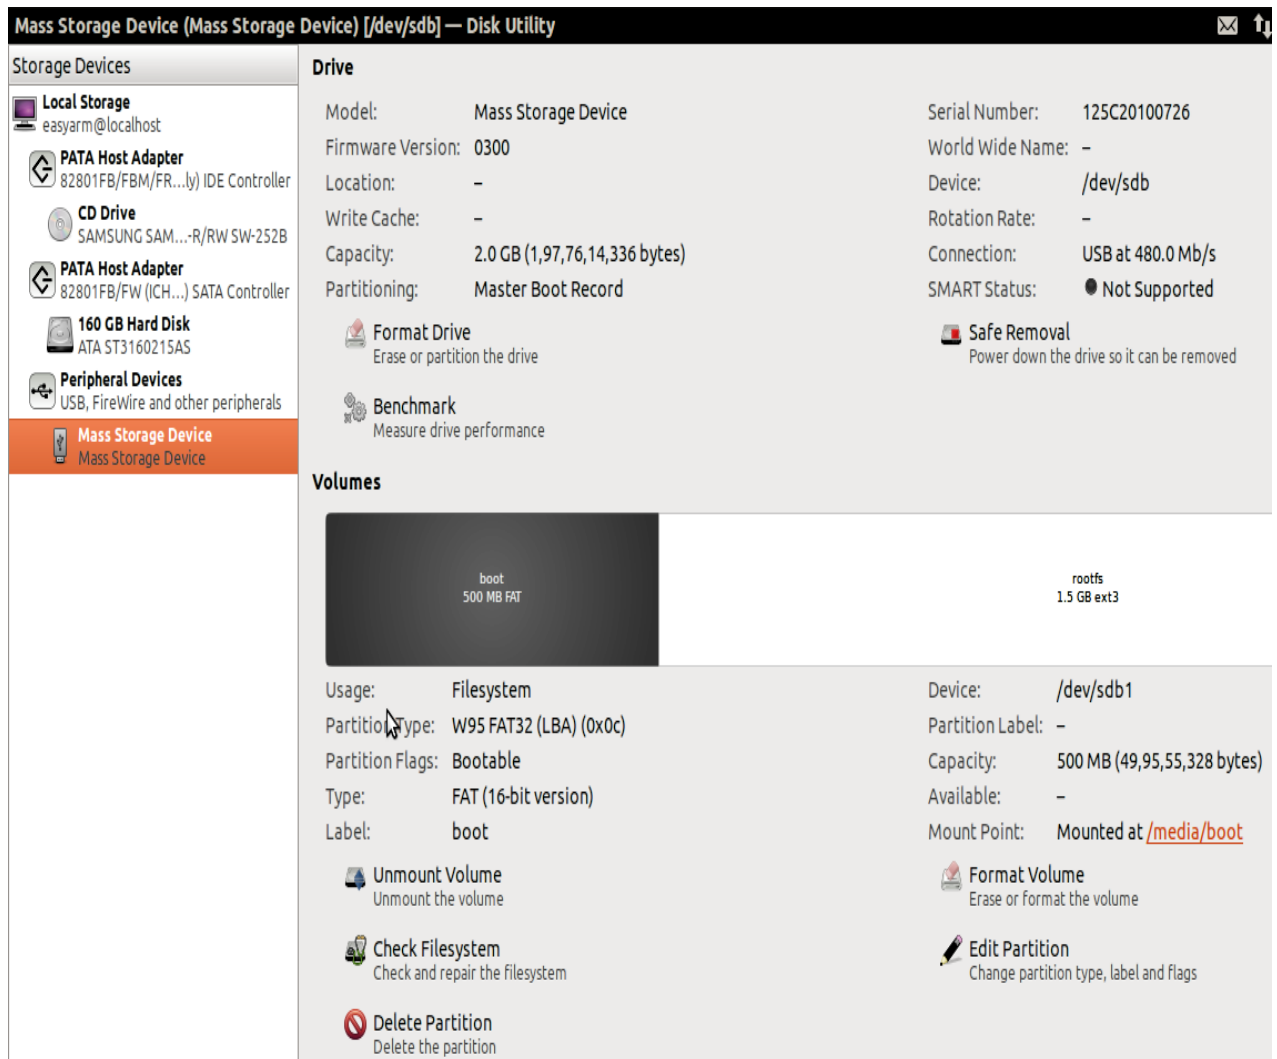 Mass Storage Device (Mass Storage Device) [/dev/sdb] — Disk Utility
Storage Devices
Local Storage
easyarm@localhost
PATA Host Adapter
82801FB/FBM/FR...ly) IDE Controller
CD Drive
SAMSUNG SAM...-R/RW SW-252B
PATA Host Adapter
82801FB/FW (ICH...) SATA Controller
160 GB Hard Disk
ATA ST3160215AS
Peripheral Devices
USB, FireWire and other peripherals
Mass Storage Device
Mass Storage Device
Drive
Model: Mass Storage Device
Serial Number: 125C20100726
Firmware Version: 0300
World Wide Name: –
Location: –
Device: /dev/sdb
Write Cache: –
Rotation Rate: –
Capacity: 2.0 GB (1,97,76,14,336 bytes)
Connection: USB at 480.0 Mb/s
Partitioning: Master Boot Record
SMART Status: Not Supported
Format Drive
Erase or partition the drive
Safe Removal
Power down the drive so it can be removed
Benchmark
Measure drive performance
Volumes
boot
500 MB FAT
rootfs
1.5 GB ext3
Usage: Filesystem
Device: /dev/sdb1
Partition Type: W95 FAT32 (LBA) (0x0c)
Partition Label: –
Partition Flags: Bootable
Capacity: 500 MB (49,95,55,328 bytes)
Type: FAT (16-bit version)
Available: –
Label: boot
Mount Point: Mounted at /media/boot
Unmount Volume
Unmount the volume
Format Volume
Erase or format the volume
Check Filesystem
Check and repair the filesystem
Edit Partition
Change partition type, label and flags
Delete Partition
Delete the partition